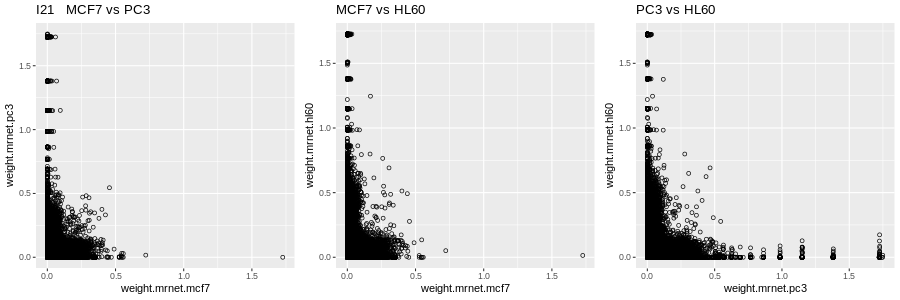 I21 MCF7 vs PC3
MCF7 vs HL60
PC3 vs HL60
weight.mrnet.pc3
1.5
1.0
0.5
0.0
0.0 0.5 1.0 1.5
weight.mrnet.mcf7
weight.mrnet.hl60
1.5
1.0
0.5
0.0
0.0 0.5 1.0 1.5
weight.mrnet.mcf7
weight.mrnet.hl60
1.5
1.0
0.5
0.0
0.0 0.5 1.0 1.5
weight.mrnet.pc3